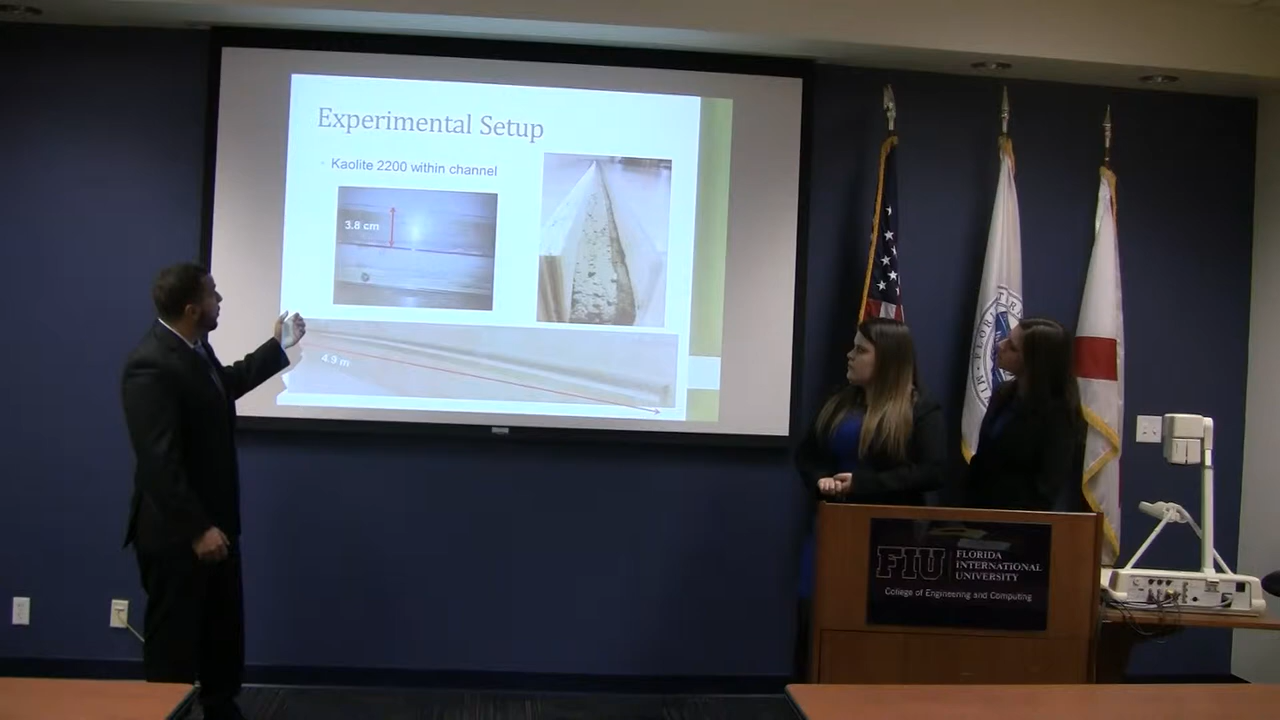 Experimental Setup
Kaolite 2200 within channel
3.8 cm
4.9 m
FIU
FLORIDA
INTERNATIONAL
UNIVERSITY
College of Engineering and Computing